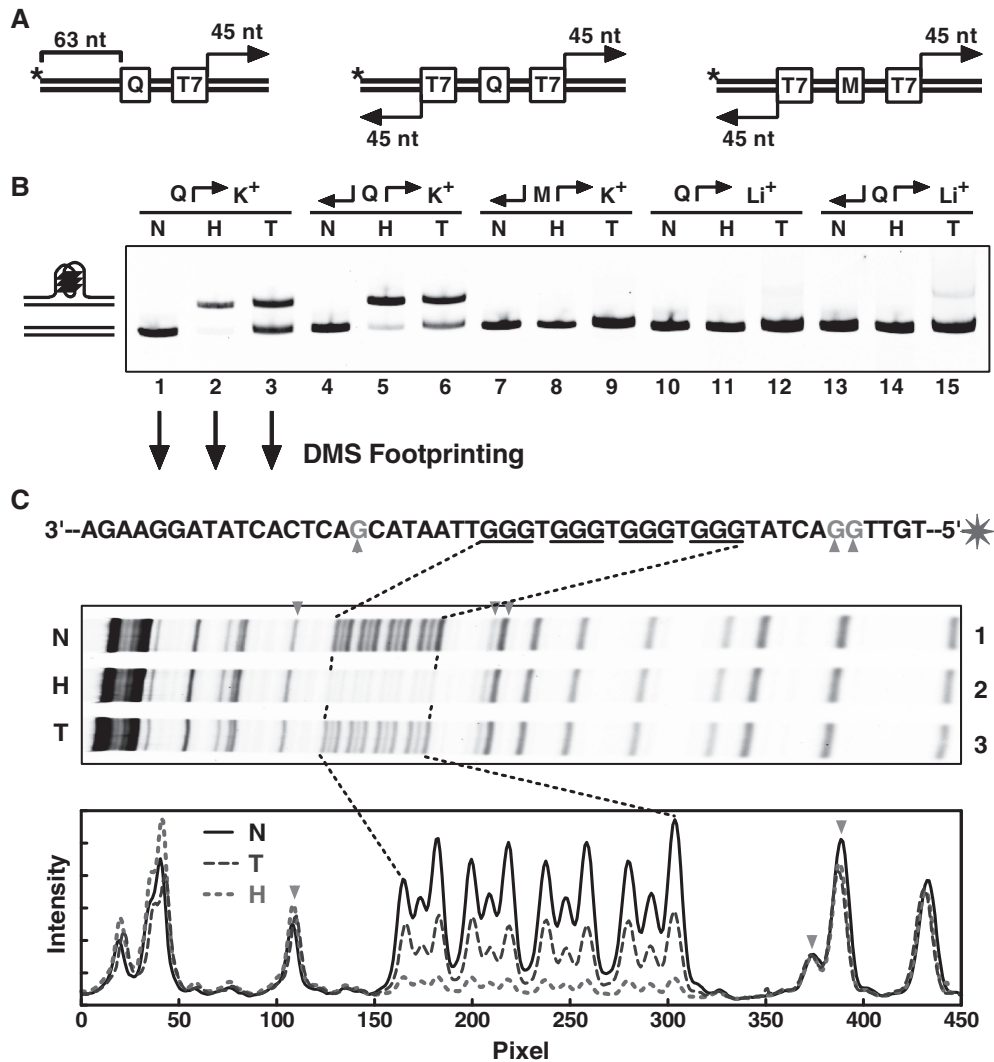 A
63 nt
45 nt
45 nt
45 nt
* Q T7
* T7 Q T7
* T7 M T7
45 nt
45 nt
B
Q K+
Q K+
M K+
Q Li+
Q Li+
N H T N H T N H T N H T N H T
1 2 3 4 5 6 7 8 9 10 11 12 13 14 15
DMS Footprinting
C
3'--AGAAGGATATCACTCAGCATAATTGGGTGGGTGGGTGGGTATCAGGTTGT--5'
N 1
H 2
T 3
N
T
H
Intensity
0 50 100 150 200 250 300 350 400 450
Pixel